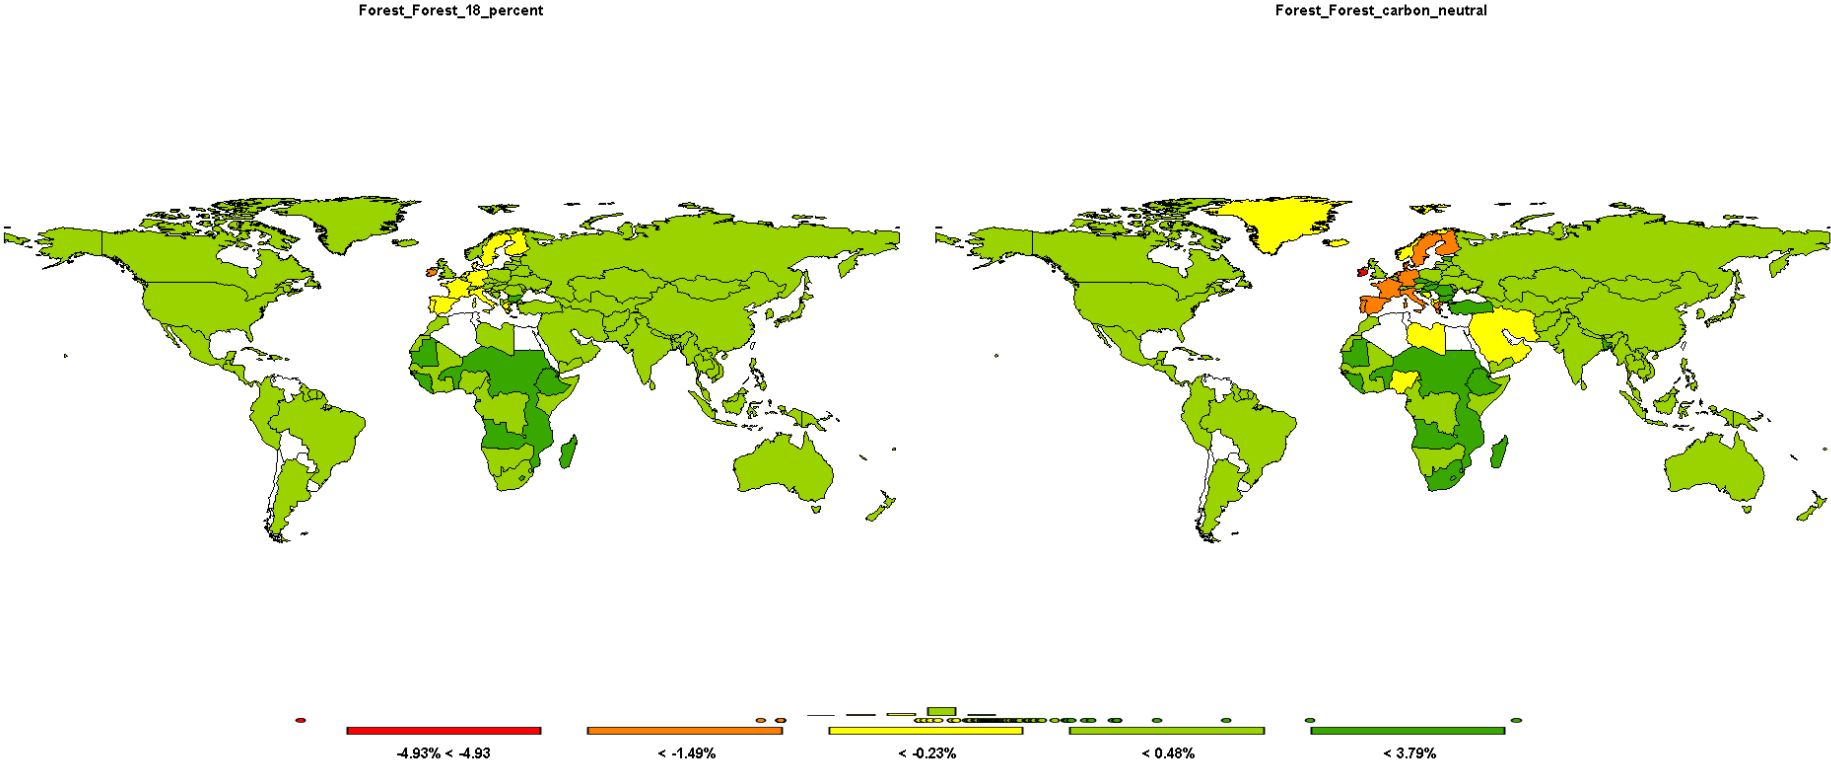 Forest_Forest_18_percent
Forest_Forest_carbon_neutral
-4.93% < -4.93
< -1.49%
< -0.23%
< 0.48%
< 3.79%